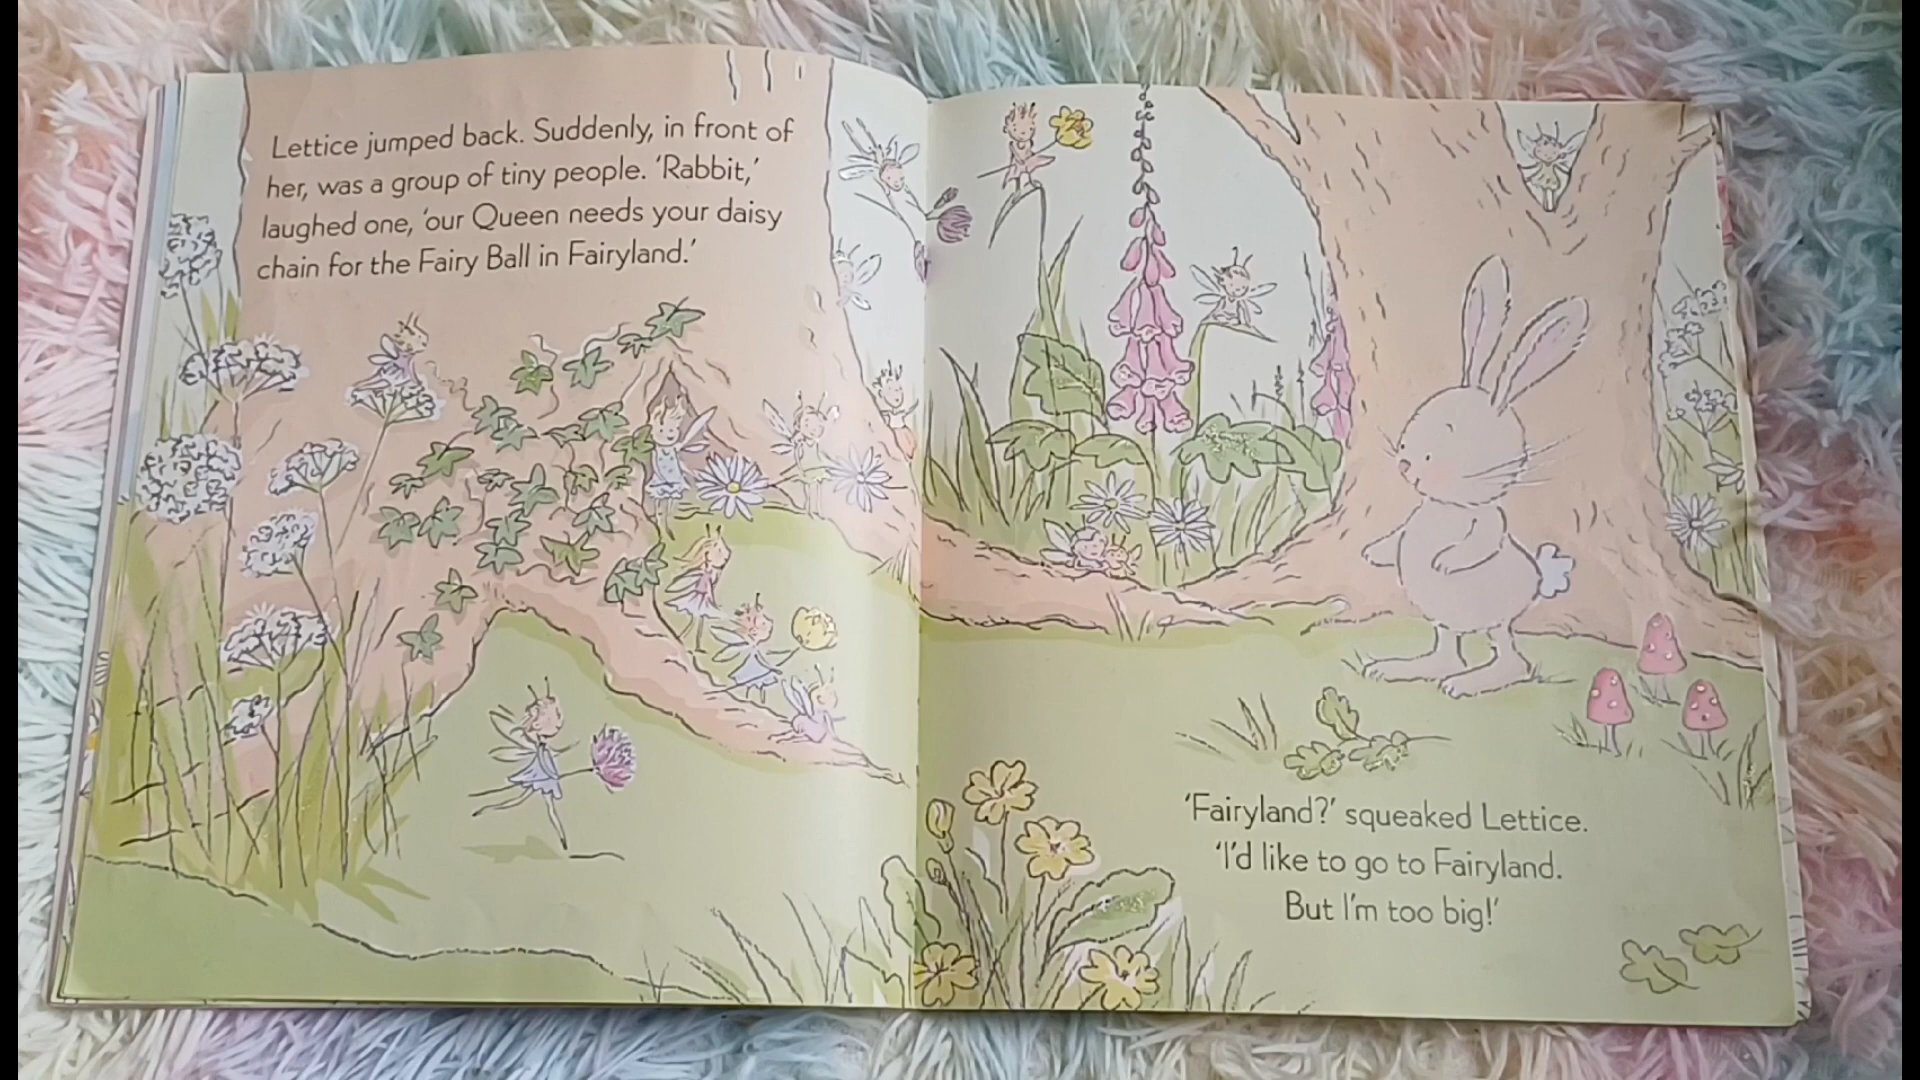 Lettice jumped back. Suddenly, in front of
her, was a group of tiny people. ‘Rabbit,’
laughed one, ‘our Queen needs your daisy
chain for the Fairy Ball in Fairyland.’
‘Fairyland?’ squeaked Lettice.
‘I’d like to go to Fairyland.
But I’m too big!’